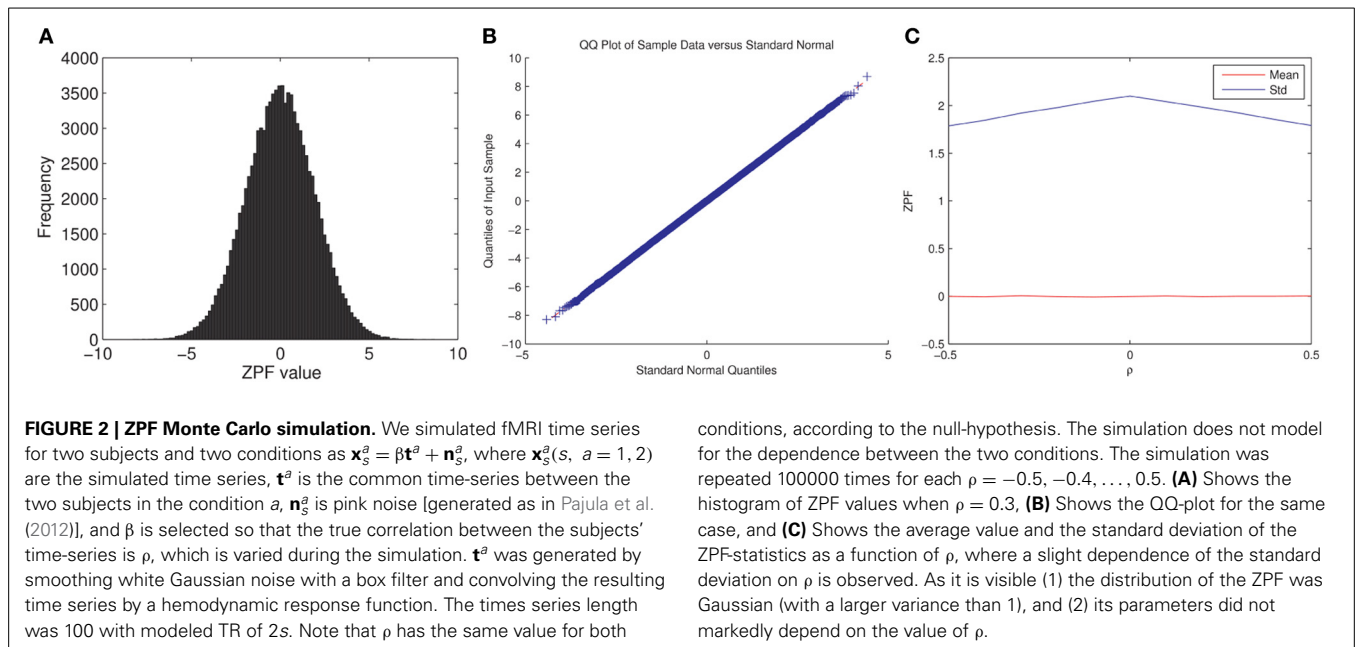 A
4000
3500
3000
2500
2000
1500
1000
500
0
−10
−5
0
5
10
Frequency
ZPF value
B
QQ Plot of Sample Data versus Standard Normal
10
8
6
4
2
0
−2
−4
−6
−8
−10
−5
0
5
Quantiles of Input Sample
Standard Normal Quantiles
C
2.5
2
1.5
1
0.5
0
−0.5
−0.5
0
0.5
ZPF
ρ
Mean
Std
FIGURE 2 | ZPF Monte Carlo simulation. We simulated fMRI time series
for two subjects and two conditions as xₛᵃ = βtᵃ + nₛᵃ, where xₛᵃ(s, a = 1, 2)
are the simulated time series, tᵃ is the common time-series between the
two subjects in the condition a, nₛᵃ is pink noise [generated as in Pajula et al.
(2012)], and β is selected so that the true correlation between the subjects'
time-series is ρ, which is varied during the simulation. tᵃ was generated by
smoothing white Gaussian noise with a box filter and convolving the resulting
time series by a hemodynamic response function. The times series length
was 100 with modeled TR of 2s. Note that ρ has the same value for both
conditions, according to the null-hypothesis. The simulation does not model
for the dependence between the two conditions. The simulation was
repeated 100000 times for each ρ = −0.5, −0.4, . . . , 0.5. (A) Shows the
histogram of ZPF values when ρ = 0.3, (B) Shows the QQ-plot for the same
case, and (C) Shows the average value and the standard deviation of the
ZPF-statistics as a function of ρ, where a slight dependence of the standard
deviation on ρ is observed. As it is visible (1) the distribution of the ZPF was
Gaussian (with a larger variance than 1), and (2) its parameters did not
markedly depend on the value of ρ.